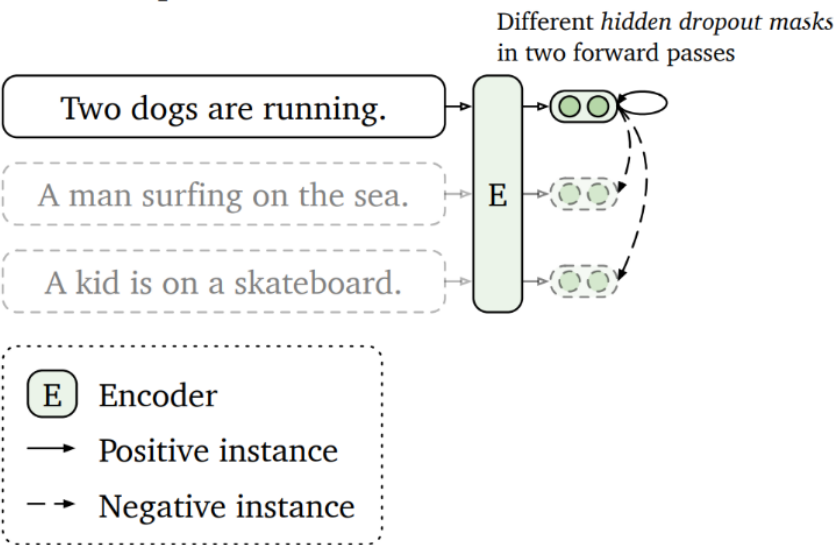 Different hidden dropout masks
in two forward passes
Two dogs are running.
A man surfing on the sea.
E
A kid is on a skateboard.
E Encoder
Positive instance
Negative instance